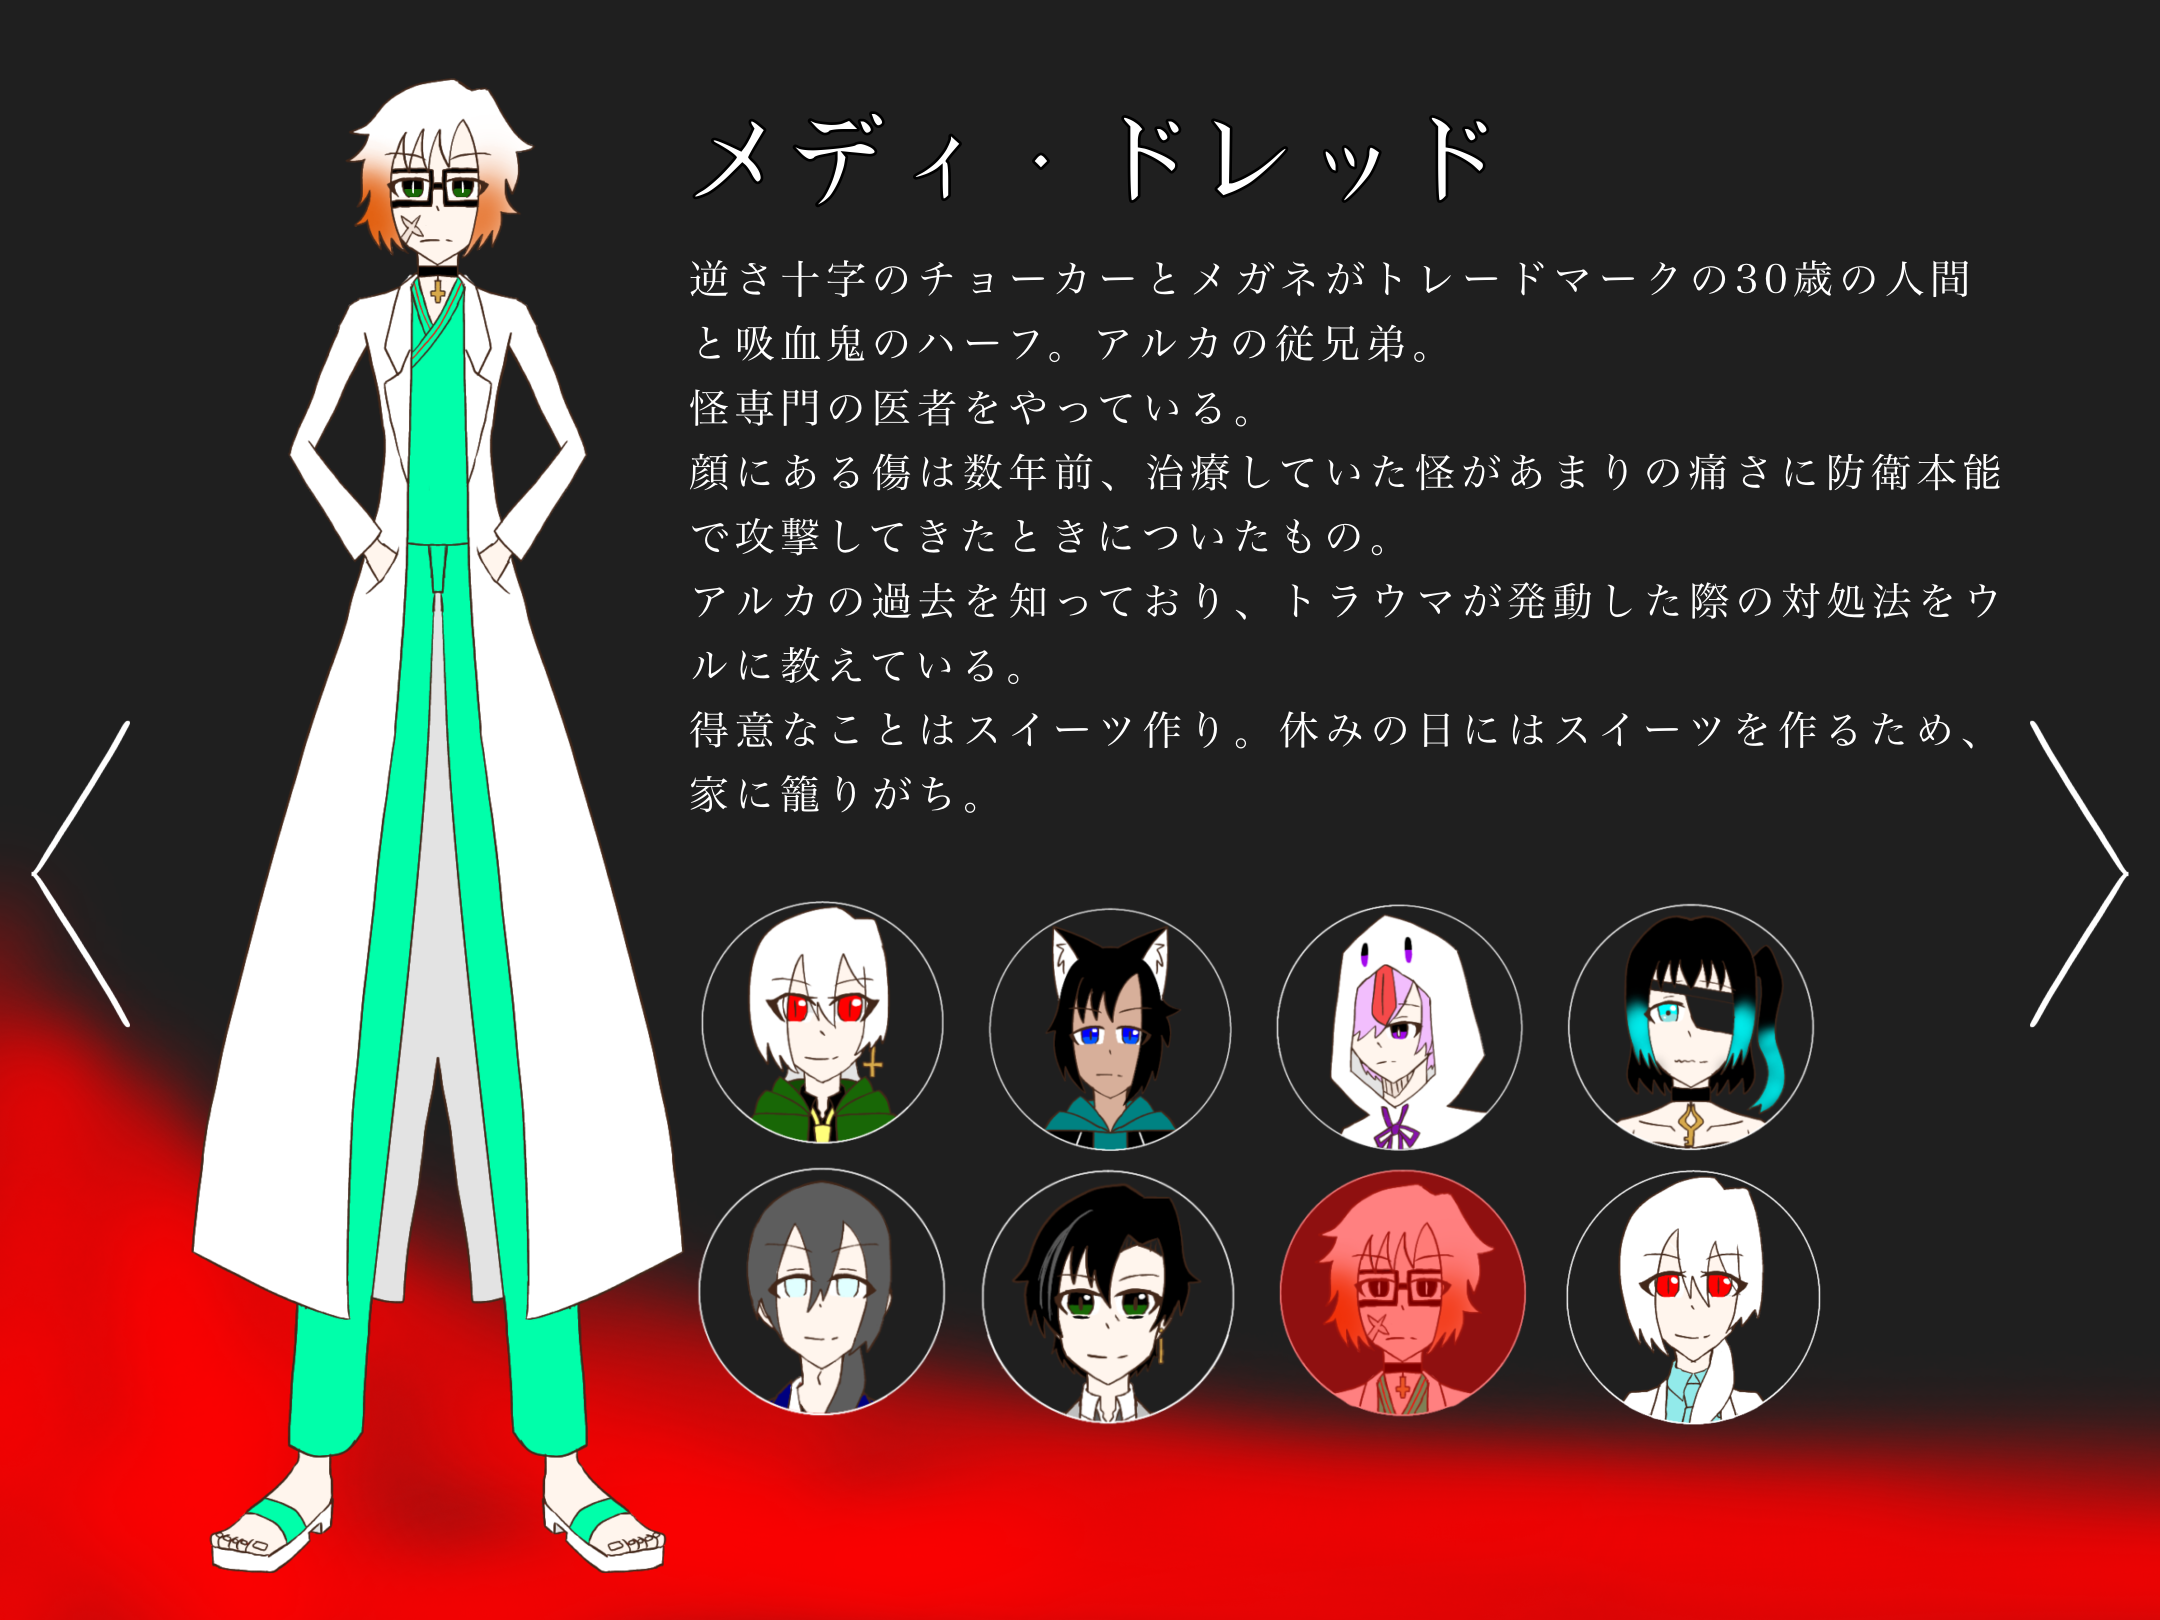 メディ・ドレッド
逆さ十字のチョーカーとメガネがトレードマークの30歳の人間
と吸血鬼のハーフ。アルカの従兄弟。
怪専門の医者をやっている。
顔にある傷は数年前、治療していた怪があまりの痛さに防衛本能
で攻撃してきたときについたもの。
アルカの過去を知っており、トラウマが発動した際の対処法をウ
ルに教えている。
得意なことはスイーツ作り。休みの日にはスイーツを作るため、
家に籠りがち。